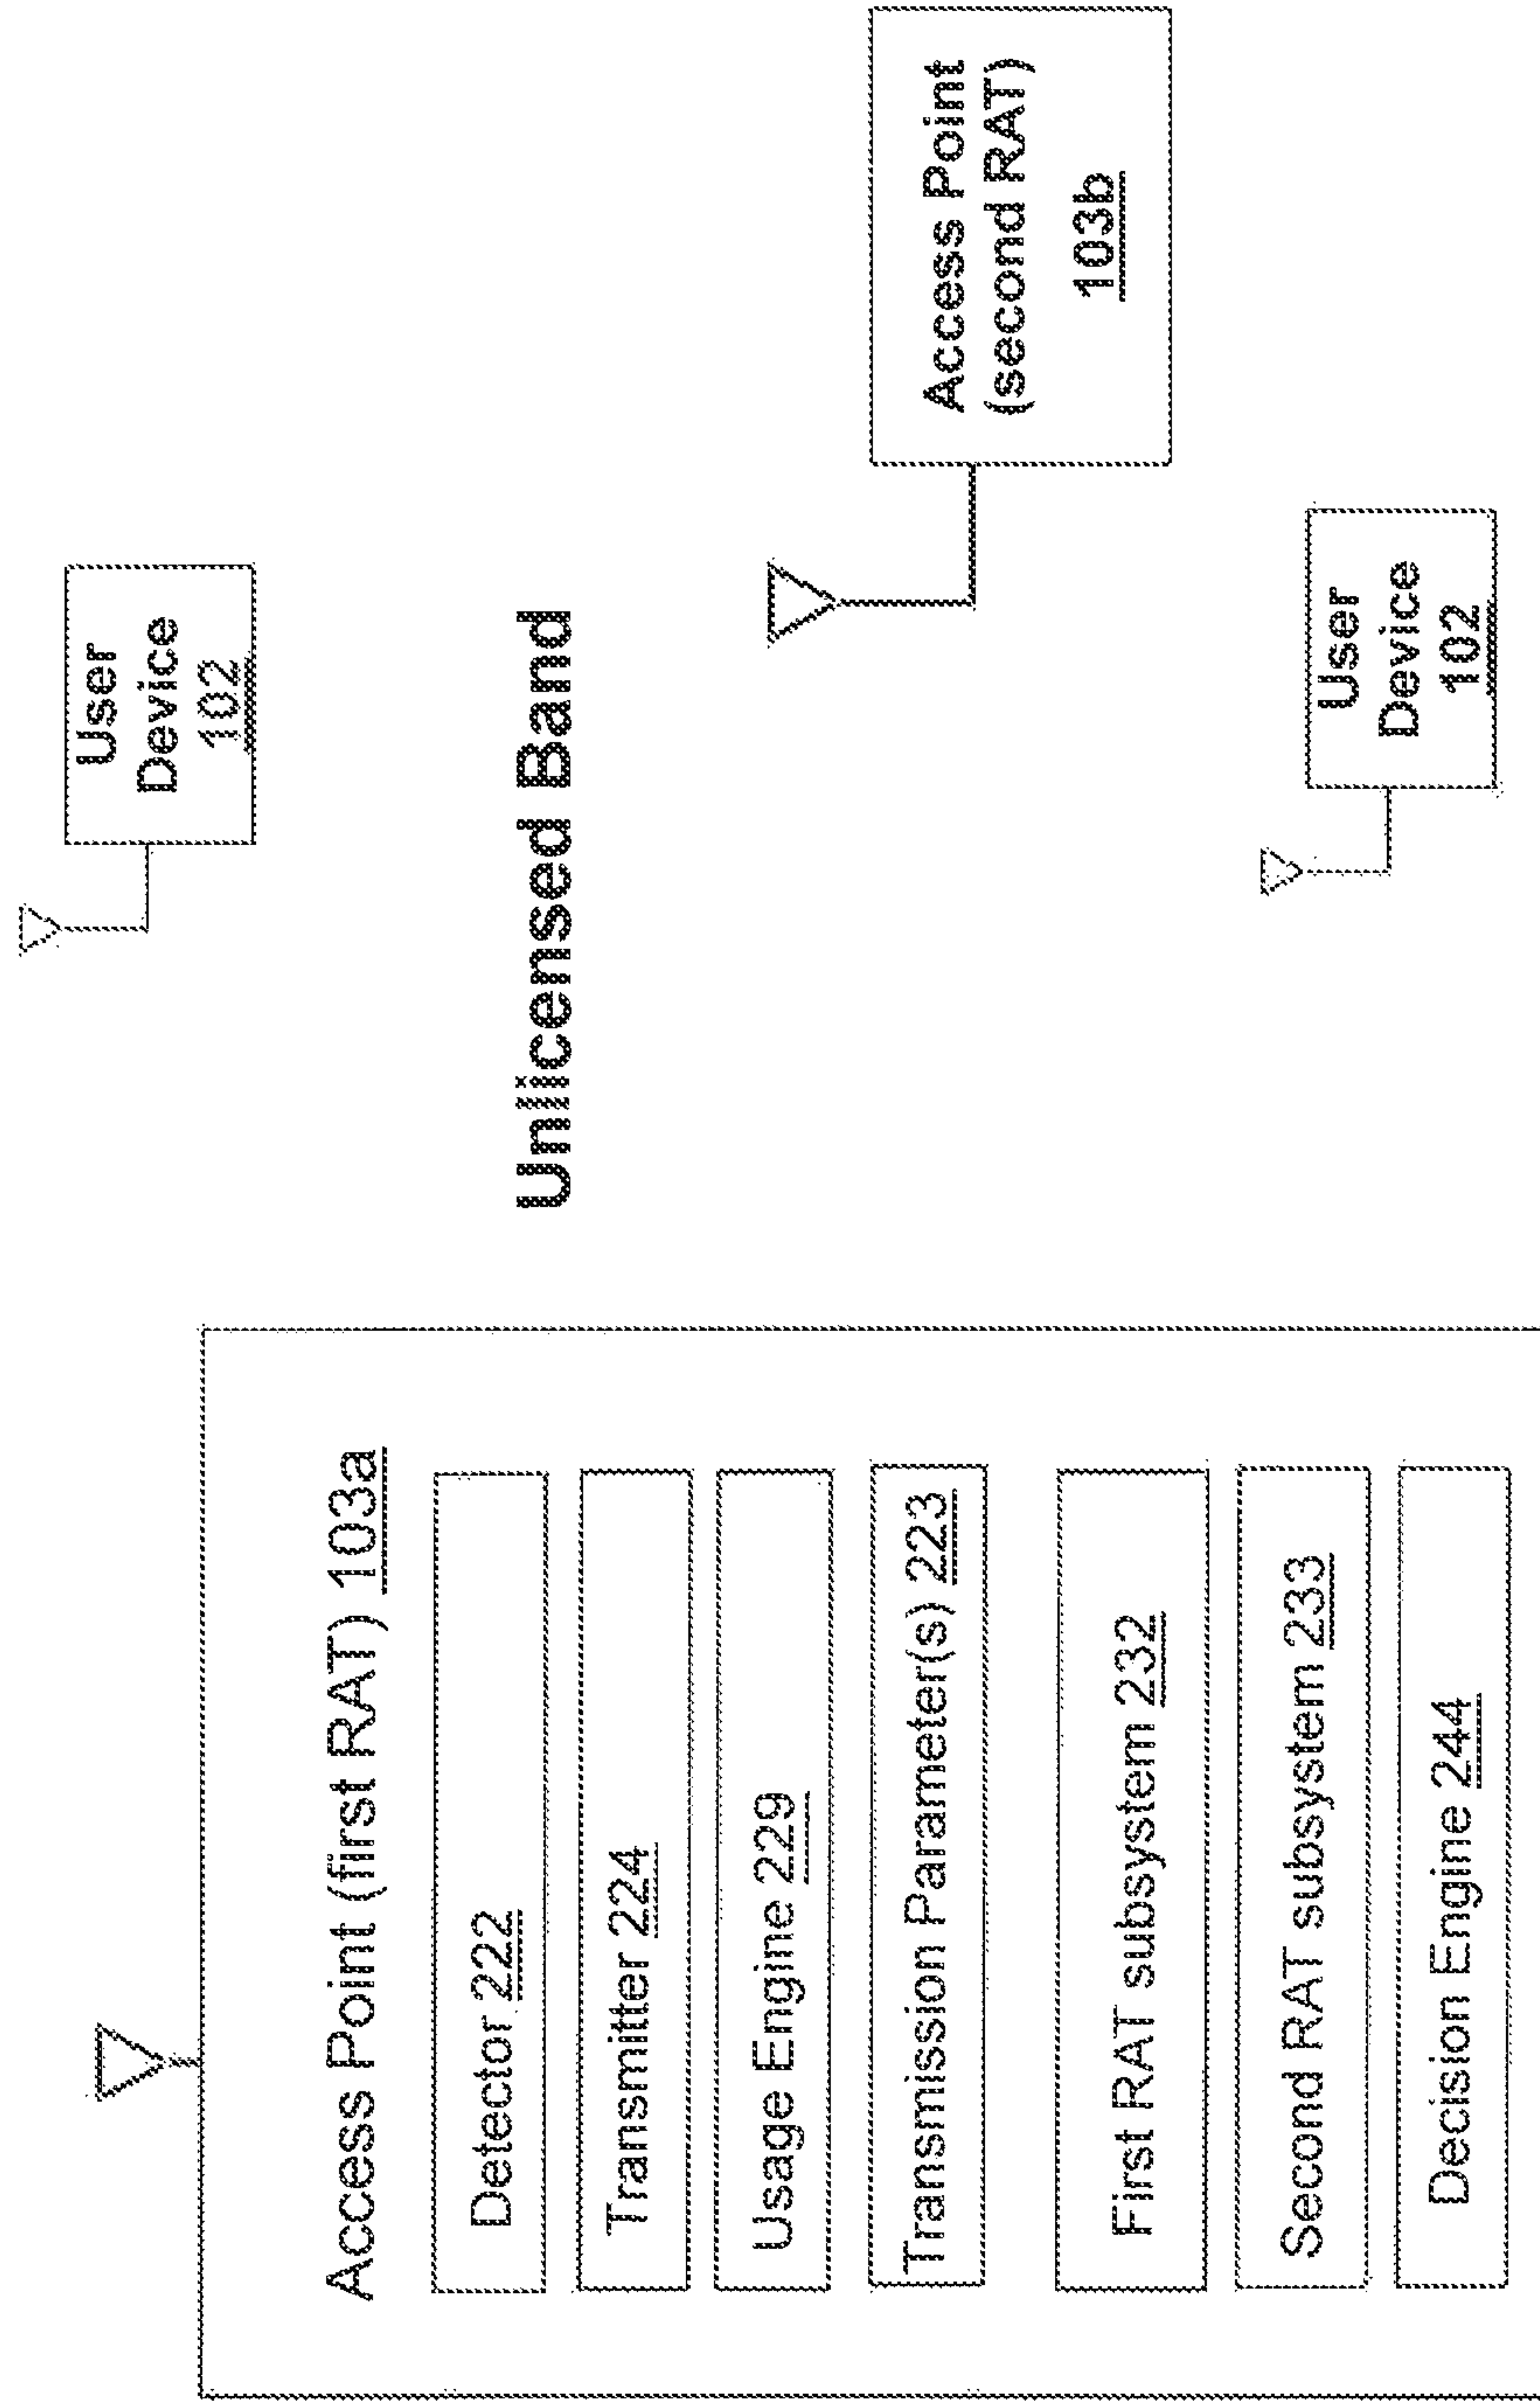 Access Point (first RAT) 103a
Detector 222
Transmitter 224
Usage Engine 229
Transmission Parameter(s) 223
First RAT subsystem 232
Second RAT subsystem 233
Decision Engine 244
User
Device
102
Unlicensed Band
Access Point
(second RAT)
103b
User
Device
102